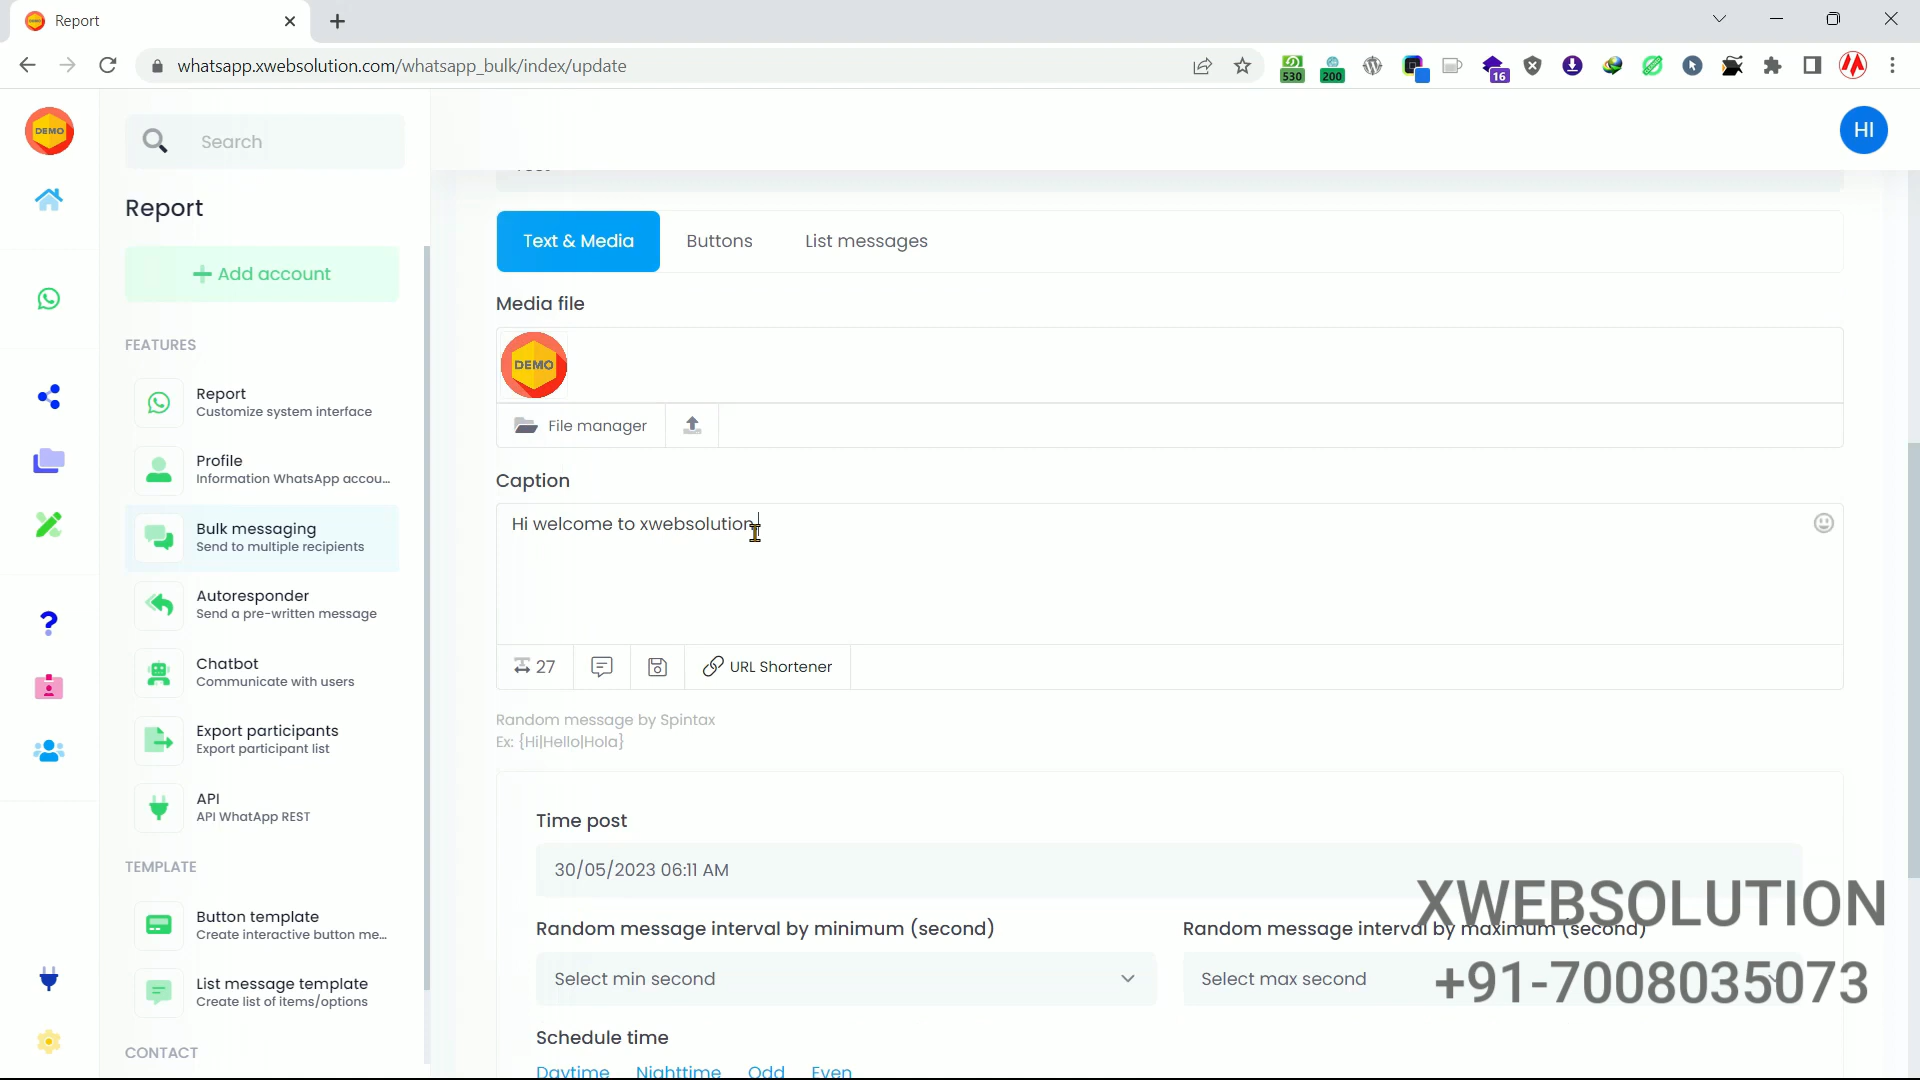 Report
whatsapp.xwebsolution.com/whatsapp_bulk/index/update
530
200
16
DEMO
Search
HI
Report
Add account
FEATURES
Report
Customize system interface
Profile
Information WhatsApp accou...
Bulk messaging
Send to multiple recipients
Autoresponder
Send a pre-written message
Chatbot
Communicate with users
Export participants
Export participant list
API
API WhatApp REST
TEMPLATE
Button template
Create interactive button me...
List message template
Create list of items/options
CONTACT
Text & Media
Buttons
List messages
Media file
DEMO
File manager
Caption
Hi welcome to xwebsolution
27
URL Shortener
Random message by Spintax
Ex: {Hi|Hello|Hola}
Time post
30/05/2023 06:11 AM
Random message interval by minimum (second)
Random message interval by maximum (second)
Select min second
Select max second
Schedule time
Daytime Nighttime Odd Even
XWEBSOLUTION
+91-7008035073